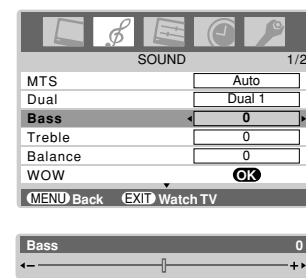 SOUND 1/2
MTS Auto
Dual Dual 1
Bass 0
Treble 0
Balance 0
WOW OK
MENU Back EXIT Watch TV
Bass 0
- +